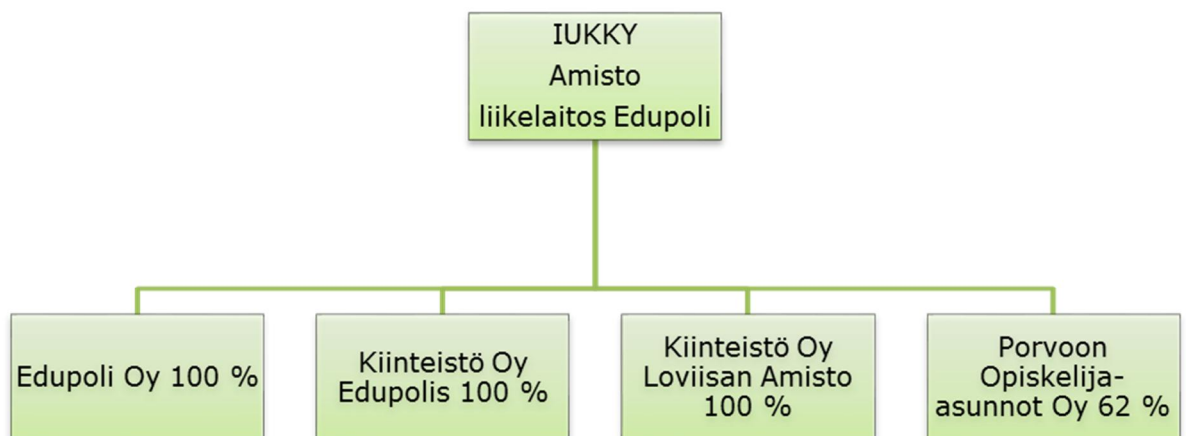 IUKKY
Amisto
liikelaitos Edupoli
Edupoli Oy 100 %
Kiinteistö Oy
Edupolis 100 %
Kiinteistö Oy
Loviisan Amisto
100 %
Porvoon
Opiskelija-
asunnot Oy 62 %